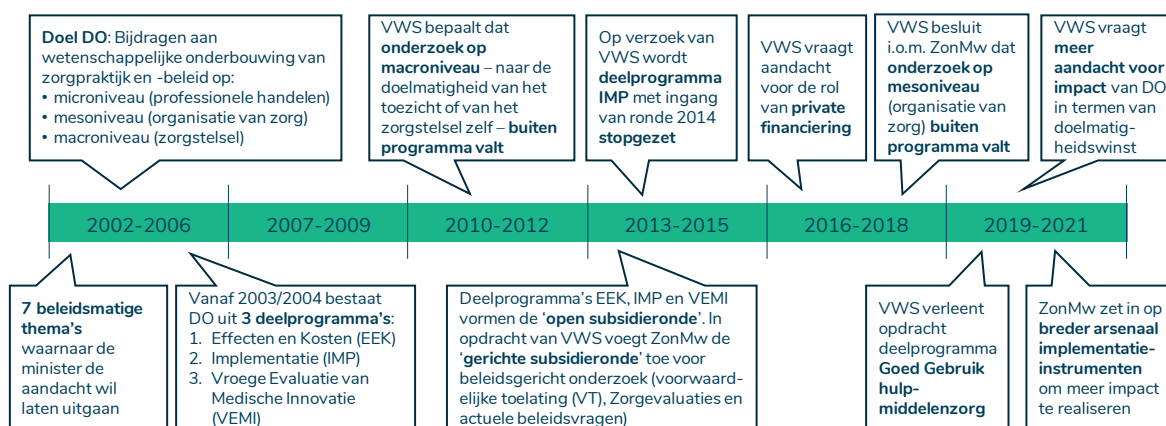 Doel DO: Bijdragen aan
wetenschappelijke onderbouwing van
zorgpraktijk en -beleid op:
• microniveau (professionele handelen)
• mesoniveau (organisatie van zorg)
• macroniveau (zorgstelsel)
VWS bepaalt dat
onderzoek op
macroniveau – naar de
doelmatigheid van het
toezicht of van het
zorgstelsel zelf – buiten
programma valt
Op verzoek van
VWS wordt
deelprogramma
IMP met ingang
van ronde 2014
stopgezet
VWS vraagt
aandacht
voor de rol
van private
financiering
VWS besluit
i.o.m. ZonMw dat
onderzoek op
mesoniveau
(organisatie van
zorg) buiten
programma valt
VWS vraagt
meer
aandacht voor
impact van DO
in termen van
doelmatig-
heidswinst
2002-2006
2007-2009
2010-2012
2013-2015
2016-2018
2019-2021
7 beleidsmatige
thema's
waarnaar de
minister de
aandacht wil
laten uitgaan
Vanaf 2003/2004 bestaat
DO uit 3 deelprogramma's:
1. Effecten en Kosten (EEK)
2. Implementatie (IMP)
3. Vroege Evaluatie van
Medische Innovatie
(VEMI)
Deelprogramma's EEK, IMP en VEMI
vormen de 'open subsidieronde'. In
opdracht van VWS voegt ZonMw de
'gerichte subsidieronde' toe voor
beleidsgericht onderzoek (voorwaard-
elijke toelating (VT), Zorgevaluaties en
actuele beleidsvragen)
VWS verleent
opdracht
deelprogramma
Goed Gebruik
hulp-
middelenzorg
ZonMw zet in op
breder arsenaal
implementatie-
instrumenten
om meer impact
te realiseren